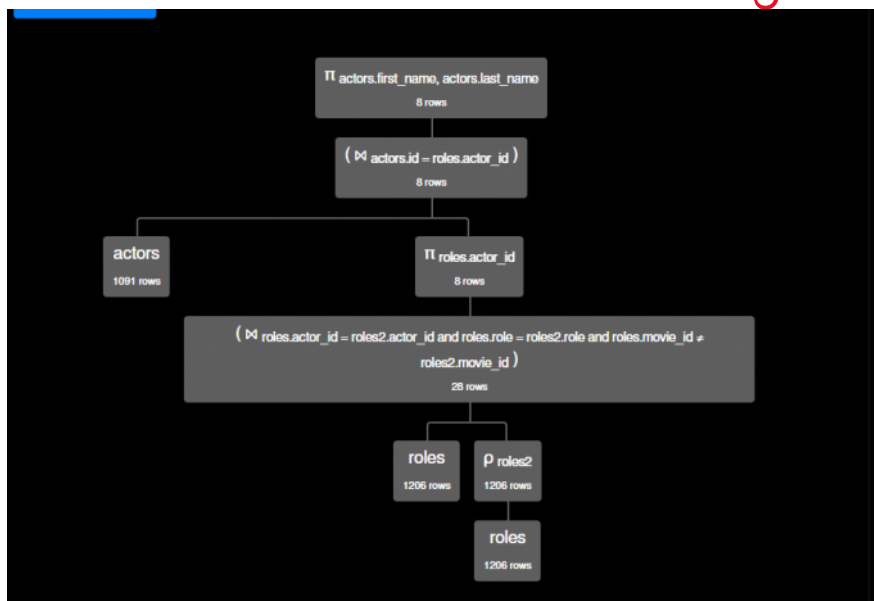 π actors.first_name, actors.last_name
8 rows
( ⋈ actors.id = roles.actor_id )
8 rows
actors
1091 rows
π roles.actor_id
8 rows
( ⋈ roles.actor_id = roles2.actor_id and roles.role = roles2.role and roles.movie_id ≠
roles2.movie_id )
28 rows
roles
1206 rows
ρ roles2
1206 rows
roles
1206 rows